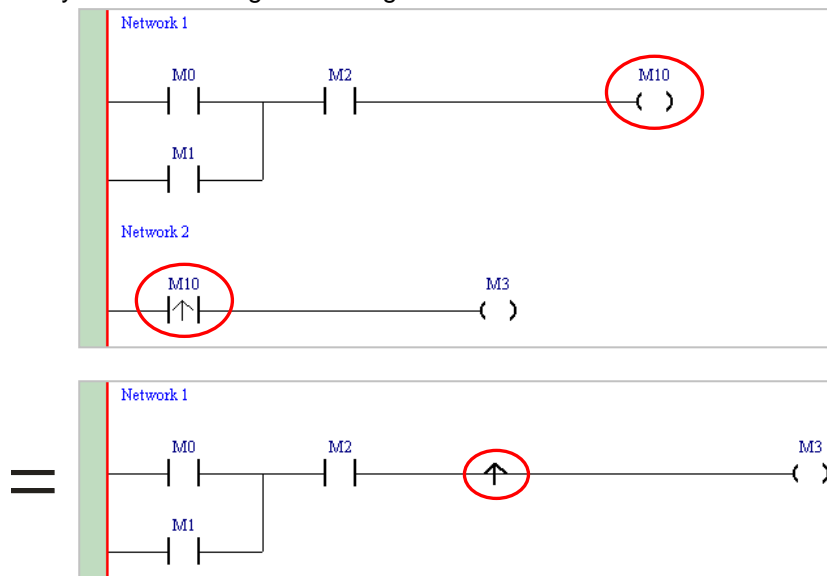 Network 1
M0 M2 M10
M1
Network 2
M10 M3
=
Network 1
M0 M2 M3
M1